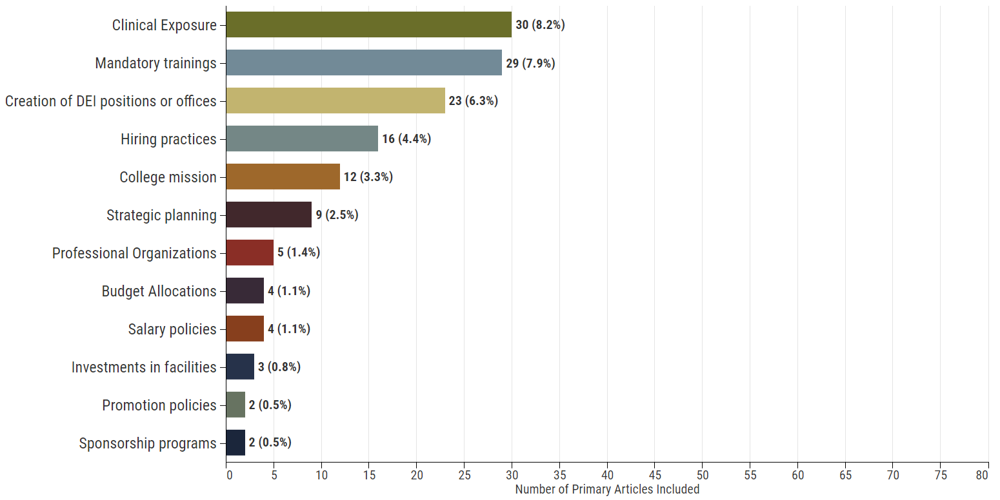 Clinical Exposure 30 (8.2%)
Mandatory trainings 29 (7.9%)
Creation of DEI positions or offices 23 (6.3%)
Hiring practices 16 (4.4%)
College mission 12 (3.3%)
Strategic planning 9 (2.5%)
Professional Organizations 5 (1.4%)
Budget Allocations 4 (1.1%)
Salary policies 4 (1.1%)
Investments in facilities 3 (0.8%)
Promotion policies 2 (0.5%)
Sponsorship programs 2 (0.5%)
0 5 10 15 20 25 30 35 40 45 50 55 60 65 70 75 80
Number of Primary Articles Included